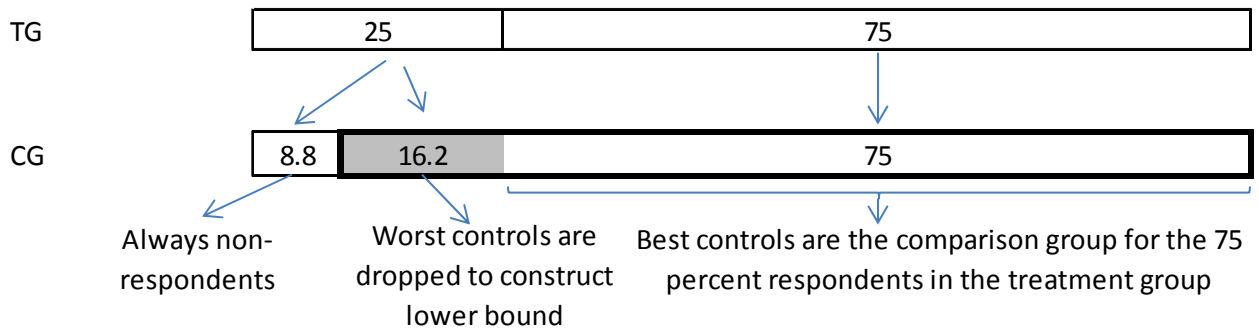 TG 25 75
CG 8.8 16.2 75
Always non-
respondents
Worst controls are
dropped to construct
lower bound
Best controls are the comparison group for the 75
percent respondents in the treatment group